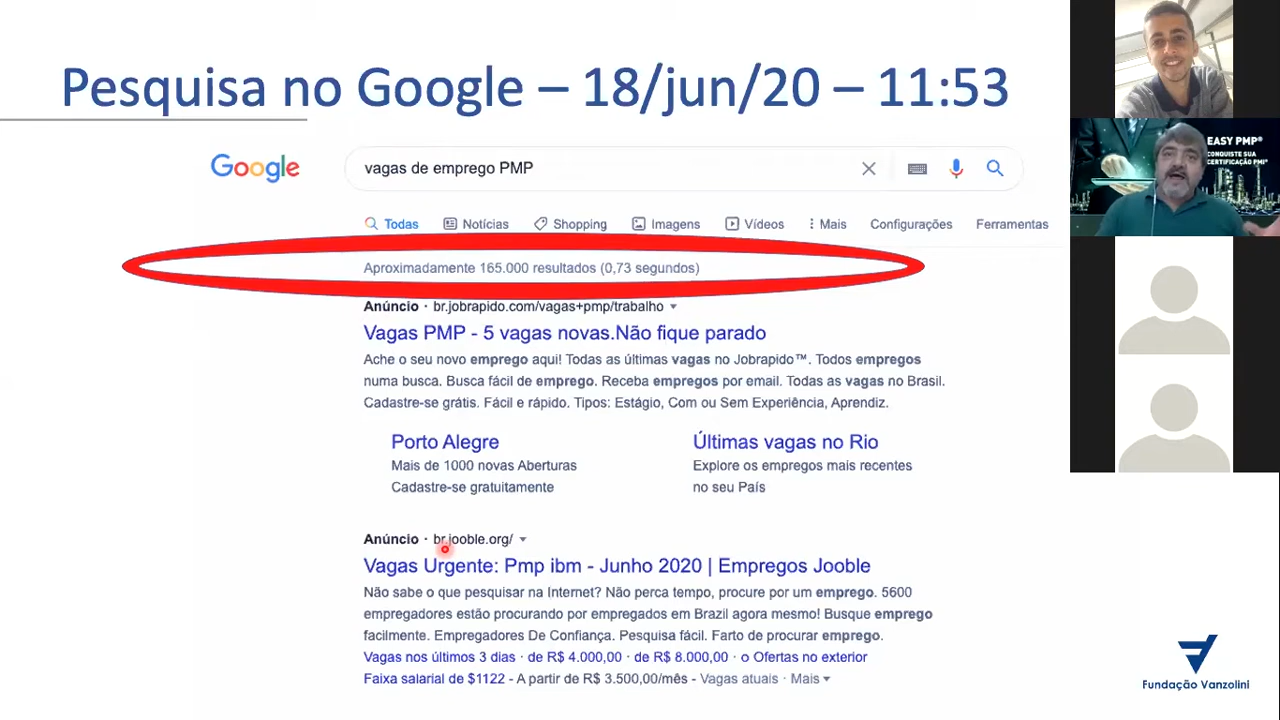 Pesquisa no Google – 18/jun/20 – 11:53
EASY PMP®
CONQUISTE SUA
CERTIFICAÇÃO PMI®
Google
vagas de emprego PMP
Todas Notícias Shopping Imagens Vídeos Mais Configurações Ferramentas
Aproximadamente 165.000 resultados (0,73 segundos)
Anúncio · br.jobrapido.com/vagas+pmp/trabalho
Vagas PMP - 5 vagas novas.Não fique parado
Ache o seu novo emprego aqui! Todas as últimas vagas no Jobrapido™. Todos empregos
numa busca. Busca fácil de emprego. Receba empregos por email. Todas as vagas no Brasil.
Cadastre-se grátis. Fácil e rápido. Tipos: Estágio, Com ou Sem Experiência, Aprendiz.
Porto Alegre
Mais de 1000 novas Aberturas
Cadastre-se gratuitamente
Últimas vagas no Rio
Explore os empregos mais recentes
no seu País
Anúncio · br.jooble.org/
Vagas Urgente: Pmp ibm - Junho 2020 | Empregos Jooble
Não sabe o que pesquisar na Internet? Não perca tempo, procure por um emprego. 5600
empregadores estão procurando por empregados em Brazil agora mesmo! Busque emprego
facilmente. Empregadores De Confiança. Pesquisa fácil. Farto de procurar emprego.
Vagas nos últimos 3 dias · de R$ 4.000,00 · de R$ 8.000,00 · o Ofertas no exterior
Faixa salarial de $1122 - A partir de R$ 3.500,00/mês - Vagas atuais · Mais
Fundação Vanzolini